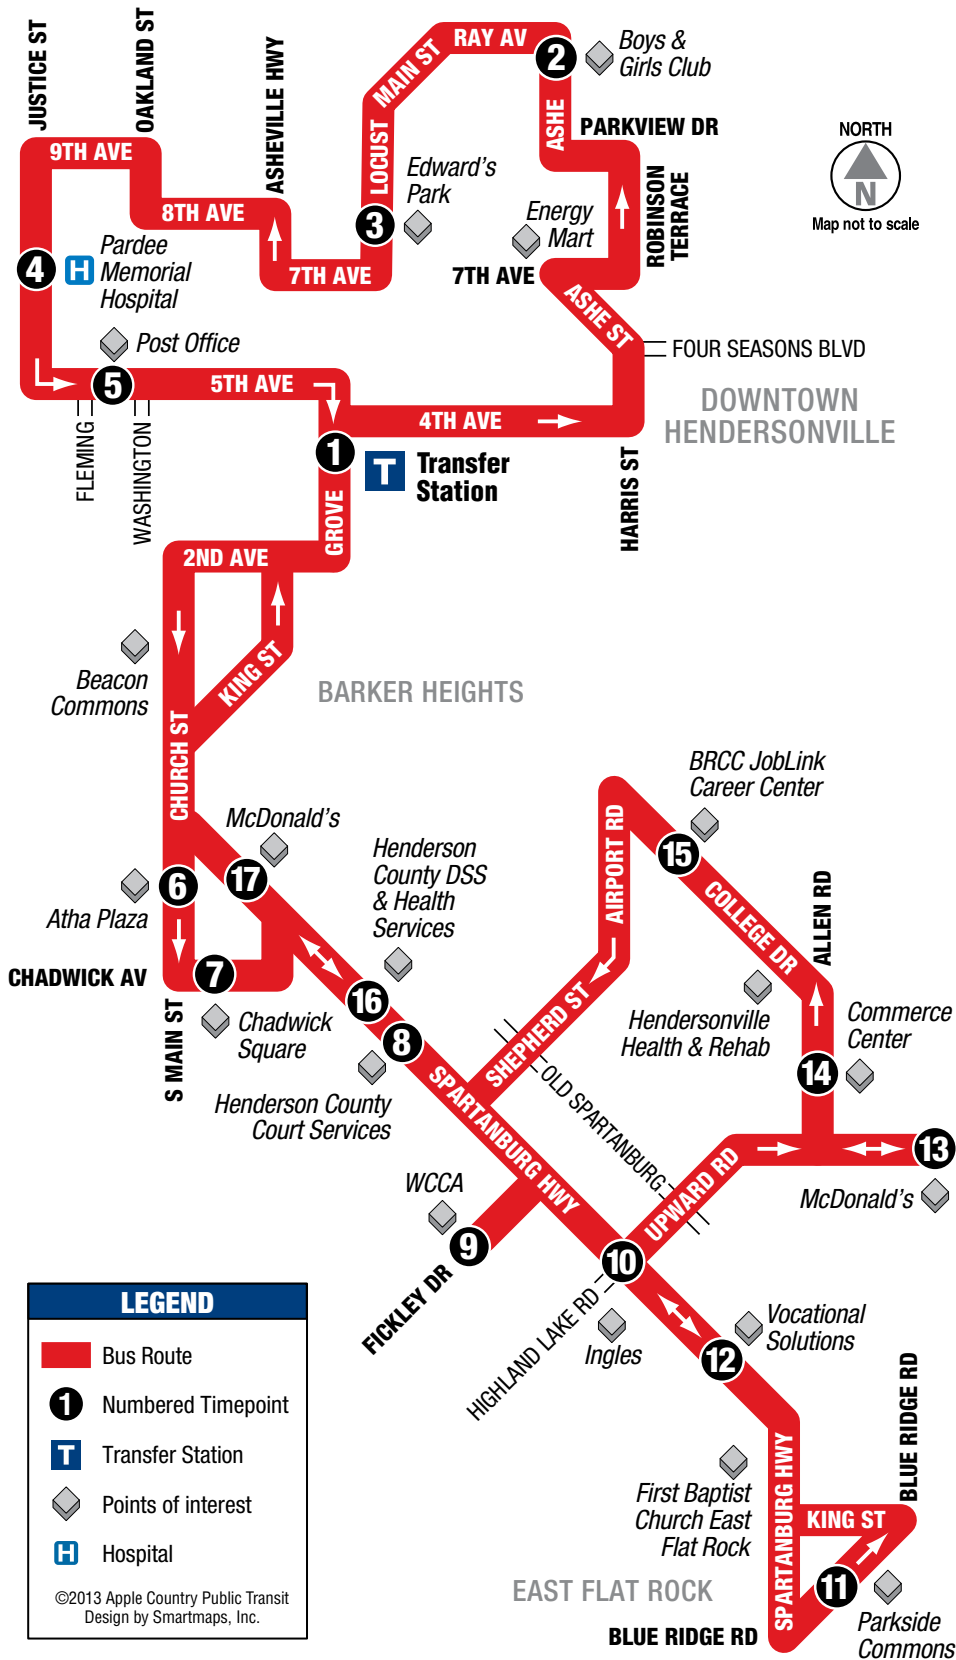 JUSTICE ST
OAKLAND ST
ASHEVILLE HWY
RAY AV
MAIN ST
LOCUST
2
Boys &
Girls Club
ASHE
PARKVIEW DR
NORTH
N
Map not to scale
9TH AVE
8TH AVE
7TH AVE
3
Edward's
Park
Energy
Mart
7TH AVE
ROBINSON
TERRACE
4
H
Pardee
Memorial
Hospital
Post Office
ASHE ST
FOUR SEASONS BLVD
5
5TH AVE
4TH AVE
DOWNTOWN
HENDERSONVILLE
FLEMING
WASHINGTON
1
T
Transfer
Station
HARRIS ST
GROVE
2ND AVE
KING ST
Beacon
Commons
BARKER HEIGHTS
CHURCH ST
McDonald's
17
6
Atha Plaza
Henderson
County DSS
& Health
Services
CHADWICK AV
7
S MAIN ST
Chadwick
Square
16
8
Henderson County
Court Services
BRCC JobLink
Career Center
15
AIRPORT RD
COLLEGE DR
ALLEN RD
SHEPHERD ST
OLD SPARTANBURG
Hendersonville
Health & Rehab
Commerce
Center
14
13
McDonald's
SPARTANBURG HWY
UPWARD RD
WCCA
9
FICKLEY DR
10
HIGHLAND LAKE RD
Ingles
Vocational
Solutions
12
BLUE RIDGE RD
SPARTANBURG HWY
First Baptist
Church East
Flat Rock
KING ST
11
EAST FLAT ROCK
BLUE RIDGE RD
Parkside
Commons
LEGEND
Bus Route
1
Numbered Timepoint
T
Transfer Station
Points of interest
H
Hospital
©2013 Apple Country Public Transit
Design by Smartmaps, Inc.